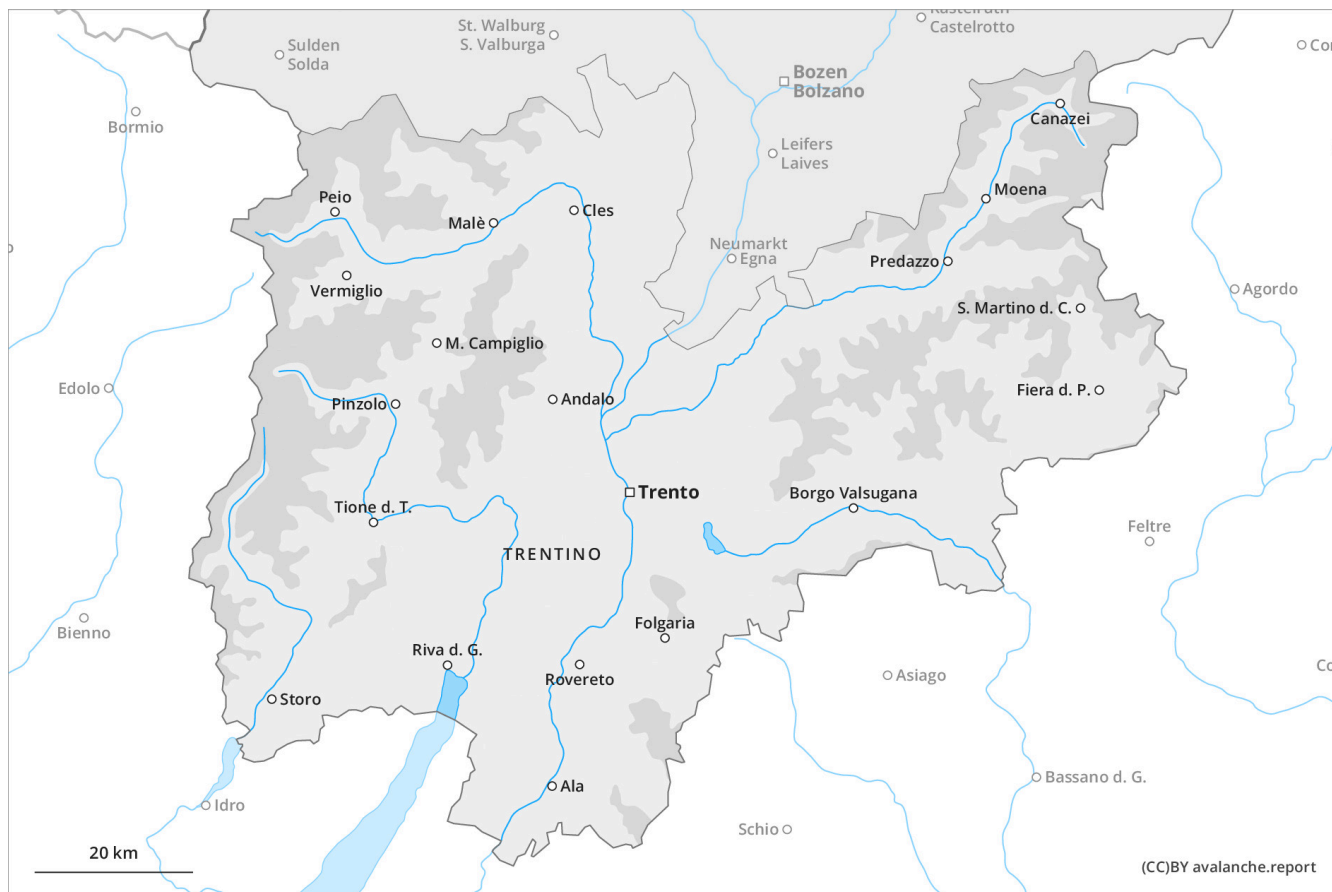 Kastelruth
Castelrotto
St. Walburg
S. Valburga
Sulden
Solda
Bozen
Bolzano
Bormio
Canazei
Leifers
Laives
Moena
Peio
Malè
Cles
Neumarkt
Egna
Predazzo
Vermiglio
Agordo
S. Martino d. C.
M. Campiglio
Edolo
Pinzolo
Andalo
Fiera d. P.
Trento
Borgo Valsugana
Tione d. T.
Feltre
TRENTINO
Bienno
Folgaria
Riva d. G.
Rovereto
Asiago
Storo
Bassano d. G.
Ala
Idro
Schio
20 km
(CC)BY avalanche.report